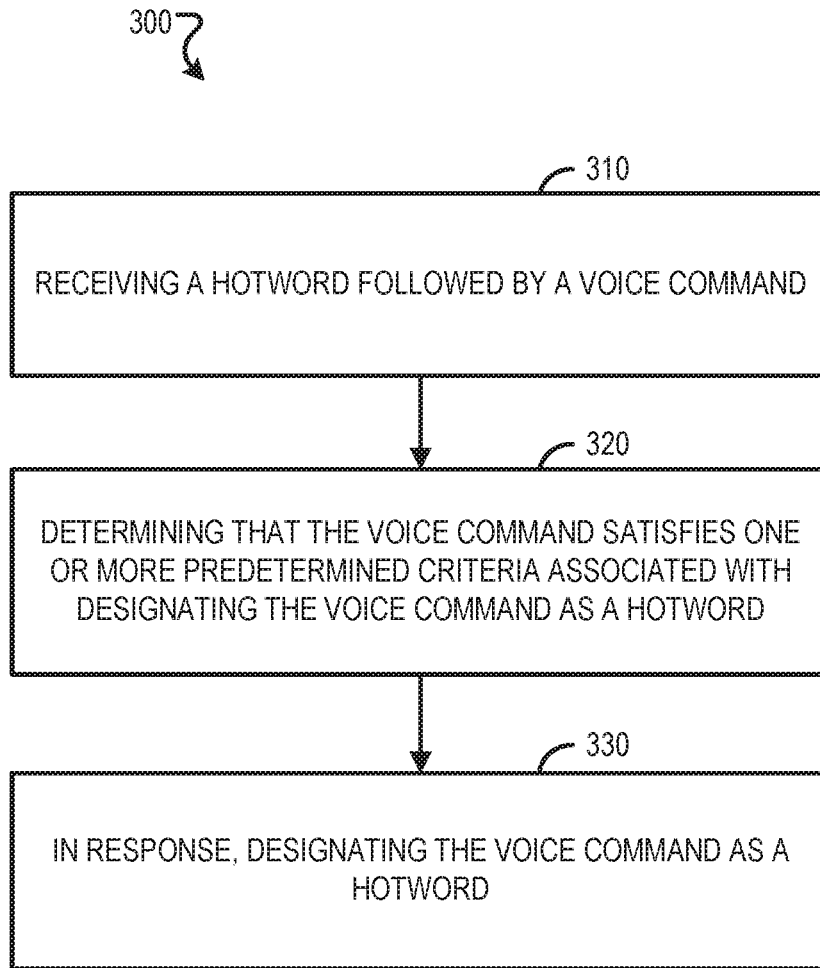 300
310
RECEIVING A HOTWORD FOLLOWED BY A VOICE COMMAND
320
DETERMINING THAT THE VOICE COMMAND SATISFIES ONE
OR MORE PREDETERMINED CRITERIA ASSOCIATED WITH
DESIGNATING THE VOICE COMMAND AS A HOTWORD
330
IN RESPONSE, DESIGNATING THE VOICE COMMAND AS A
HOTWORD